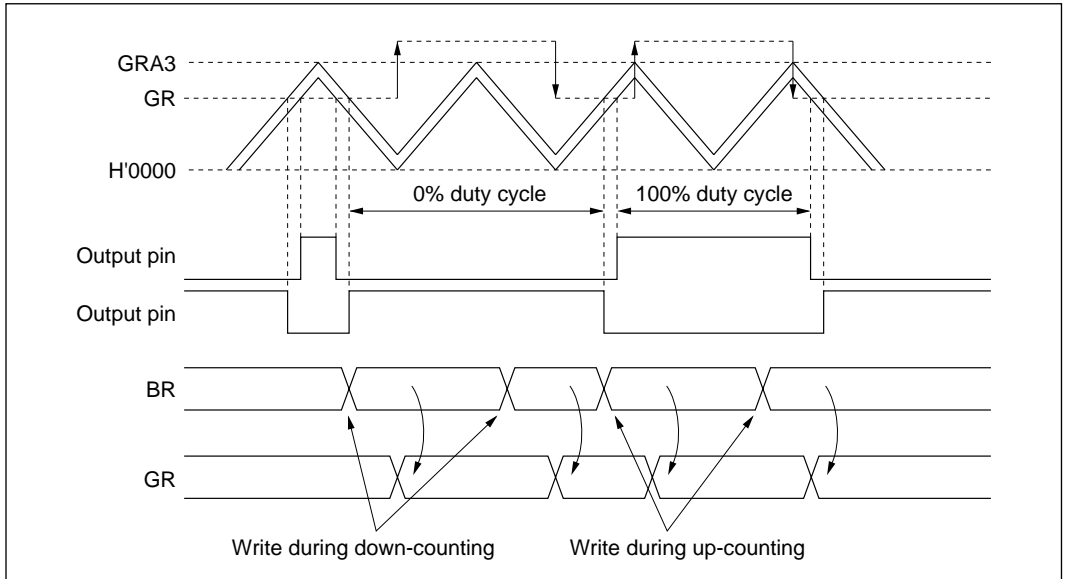 GRA3
GR
H'0000
0% duty cycle 100% duty cycle
Output pin
Output pin
BR
GR
Write during down-counting Write during up-counting